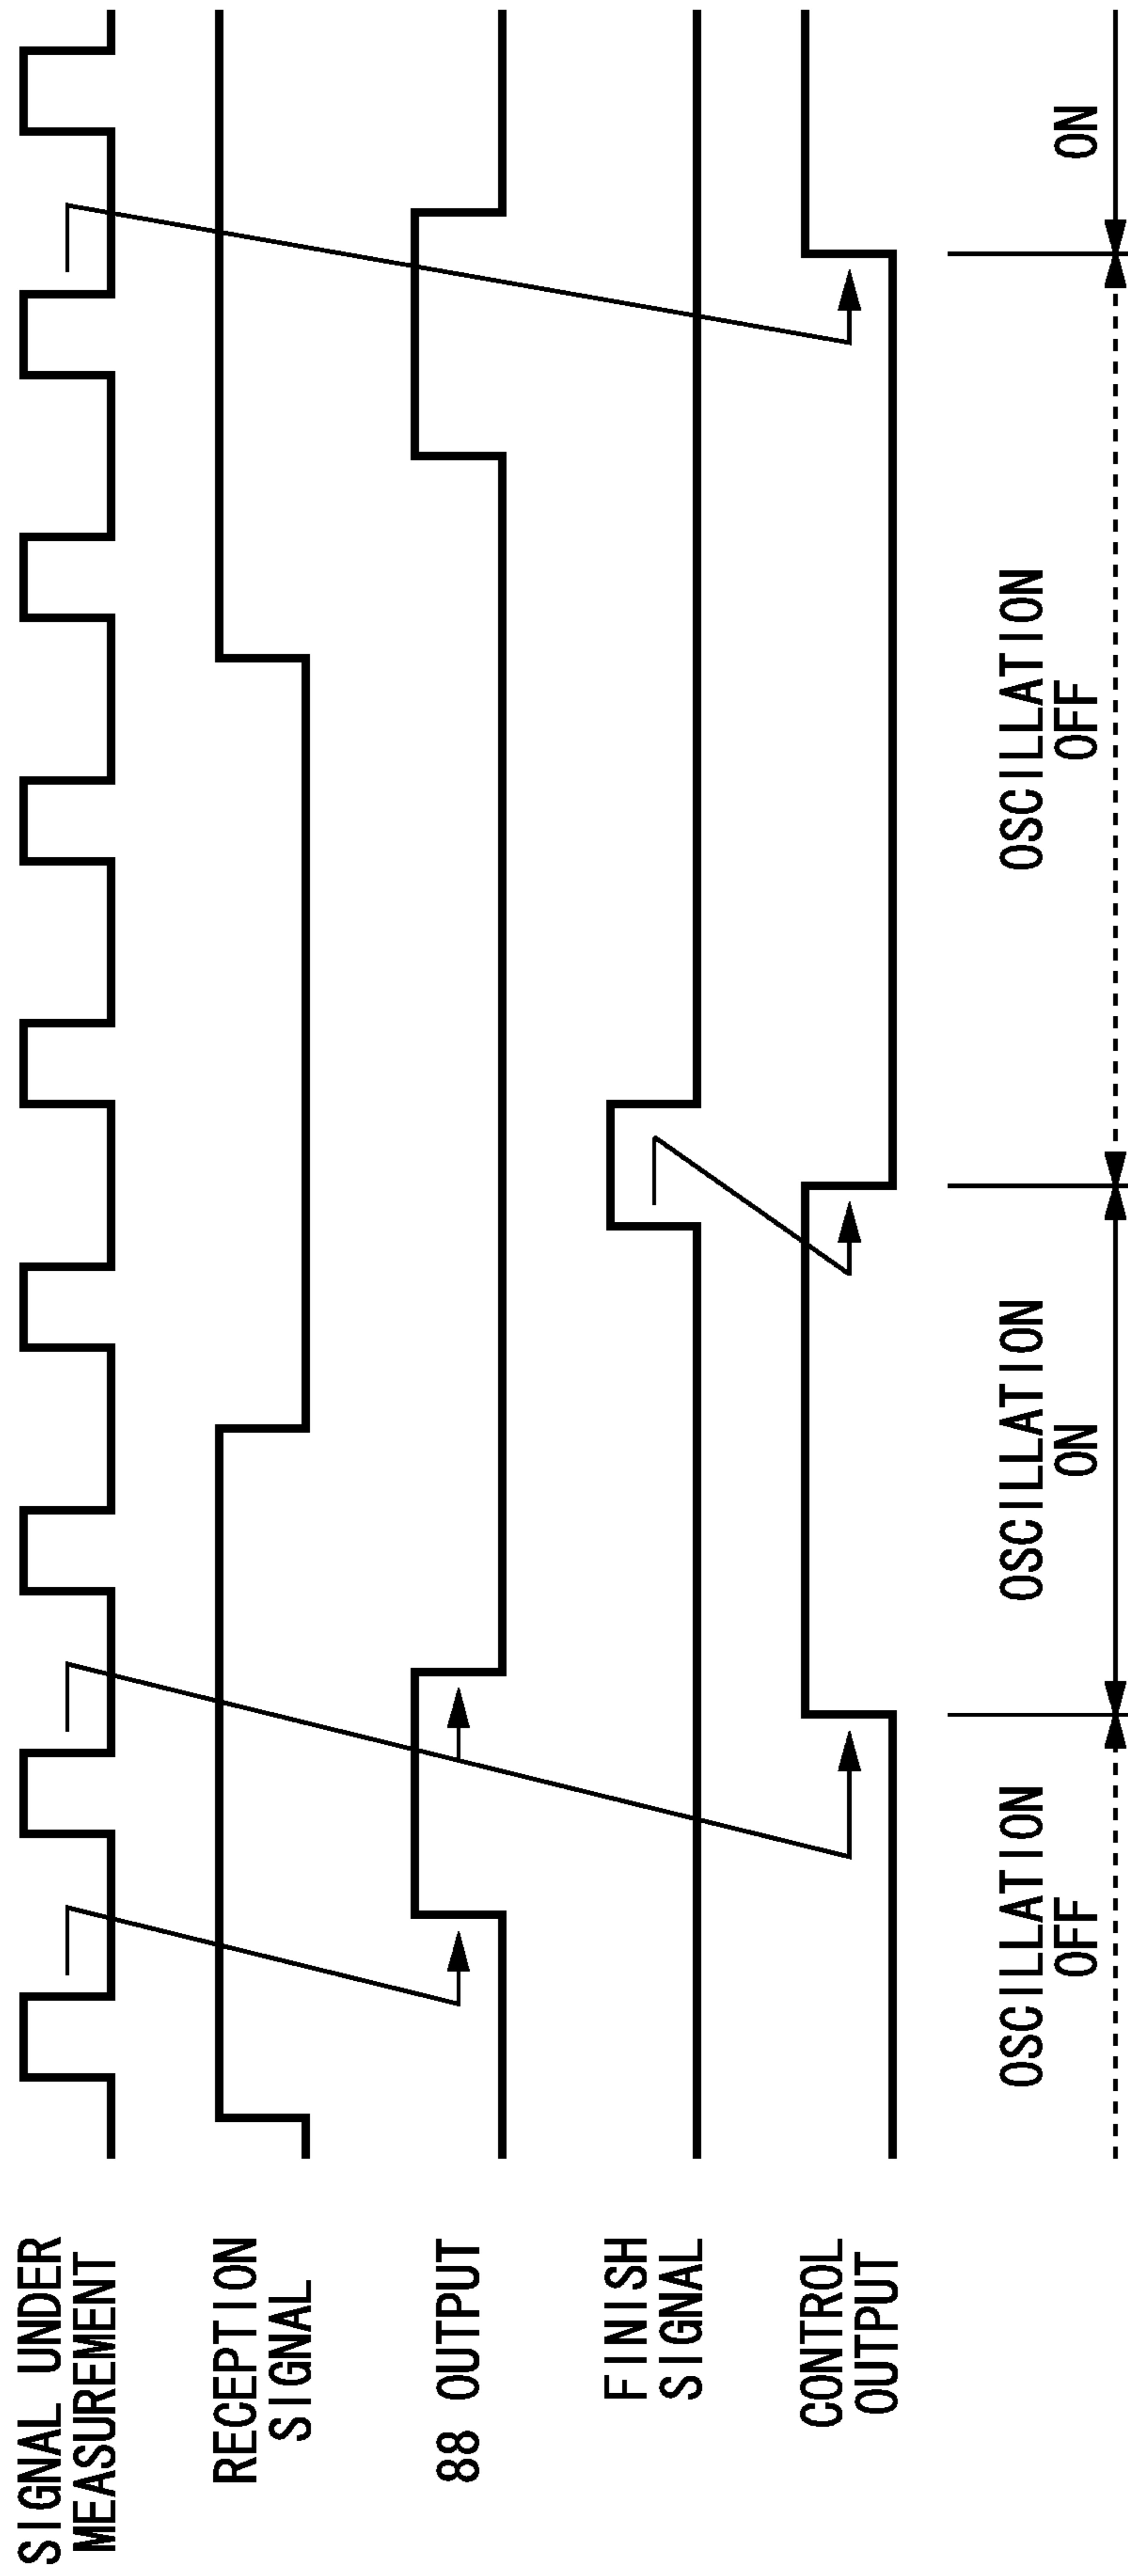 SIGNAL UNDER
MEASUREMENT
RECEPTION
SIGNAL
88 OUTPUT
FINISH
SIGNAL
CONTROL
OUTPUT
OSCILLATION
OFF
OSCILLATION
ON
OSCILLATION
OFF
ON